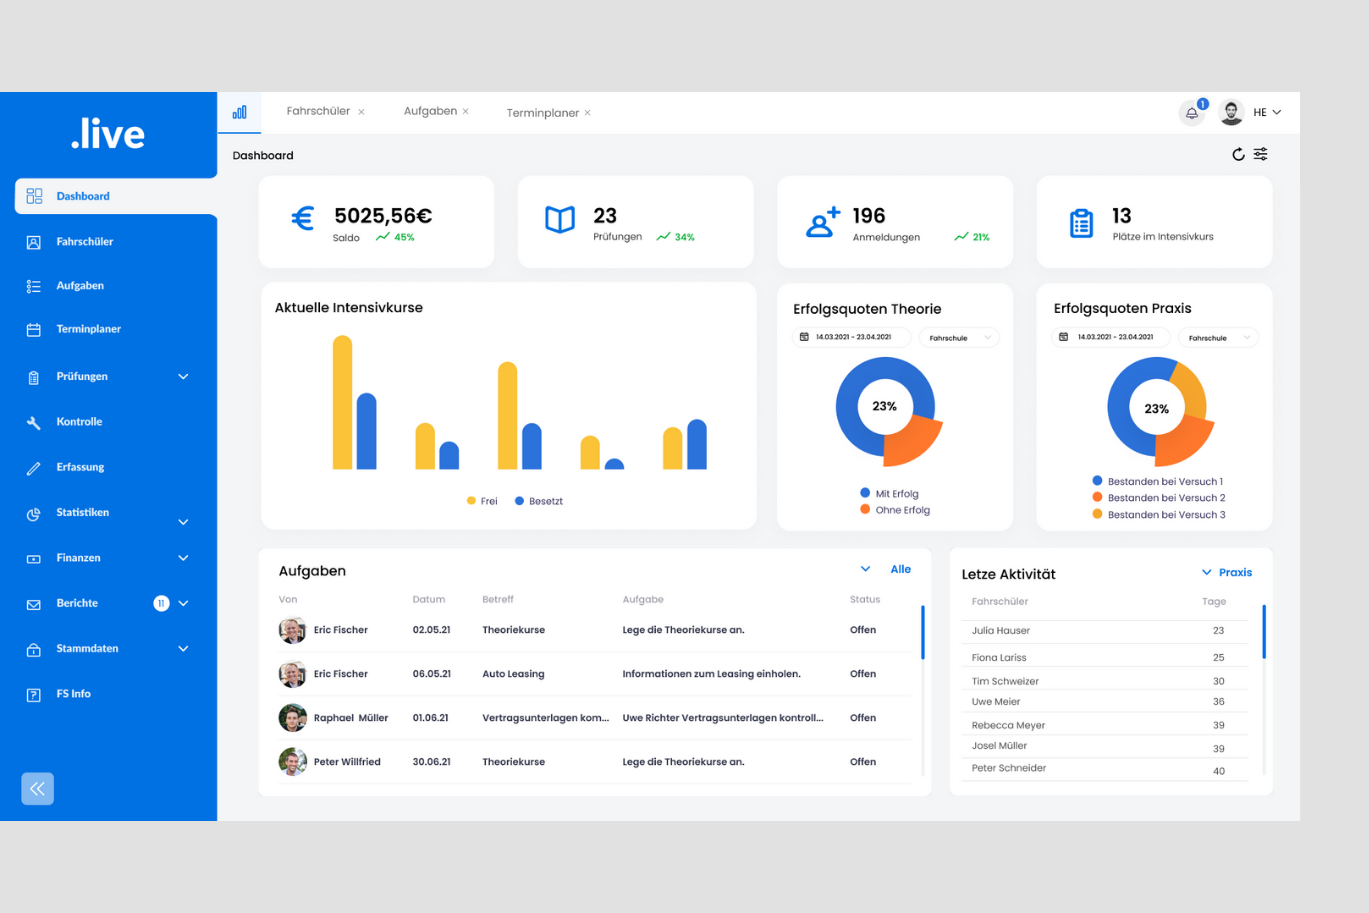 .live
Dashboard
Fahrschüler
Aufgaben
Terminplaner
Prüfungen
Kontrolle
Erfassung
Statistiken
Finanzen
Berichte 11
Stammdaten
FS Info
Fahrschüler × Aufgaben × Terminplaner ×
1
HE
Dashboard
5025,56€
Saldo 45%
23
Prüfungen 34%
196
Anmeldungen 21%
13
Plätze im Intensivkurs
Aktuelle Intensivkurse
Frei Besetzt
Erfolgsquoten Theorie
14.03.2021 - 23.04.2021 Fahrschule
23%
Mit Erfolg
Ohne Erfolg
Erfolgsquoten Praxis
14.03.2021 - 23.04.2021 Fahrschule
23%
Bestanden bei Versuch 1
Bestanden bei Versuch 2
Bestanden bei Versuch 3
Aufgaben Alle
Von Datum Betreff Aufgabe Status
Eric Fischer 02.05.21 Theoriekurse Lege die Theoriekurse an. Offen
Eric Fischer 06.05.21 Auto Leasing Informationen zum Leasing einholen. Offen
Raphael Müller 01.06.21 Vertragsunterlagen kom... Uwe Richter Vertragsunterlagen kontroll... Offen
Peter Willfried 30.06.21 Theoriekurse Lege die Theoriekurse an. Offen
Letze Aktivität Praxis
Fahrschüler Tage
Julia Hauser 23
Fiona Lariss 25
Tim Schweizer 30
Uwe Meier 36
Rebecca Meyer 39
Josel Müller 39
Peter Schneider 40